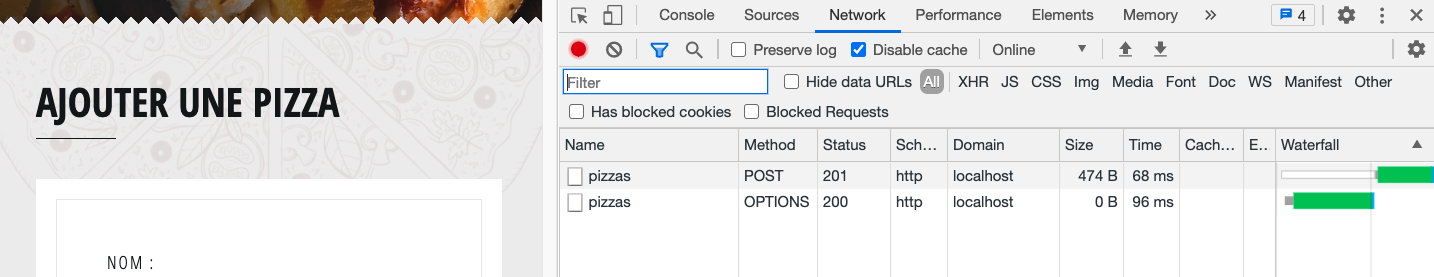 AJOUTER UNE PIZZA
NOM :
Console Sources Network Performance Elements Memory » 4
Preserve log Disable cache Online
Filter Hide data URLs All XHR JS CSS Img Media Font Doc WS Manifest Other
Has blocked cookies Blocked Requests
Name Method Status Sch… Domain Size Time Cach… E… Waterfall
pizzas POST 201 http localhost 474 B 68 ms
pizzas OPTIONS 200 http localhost 0 B 96 ms